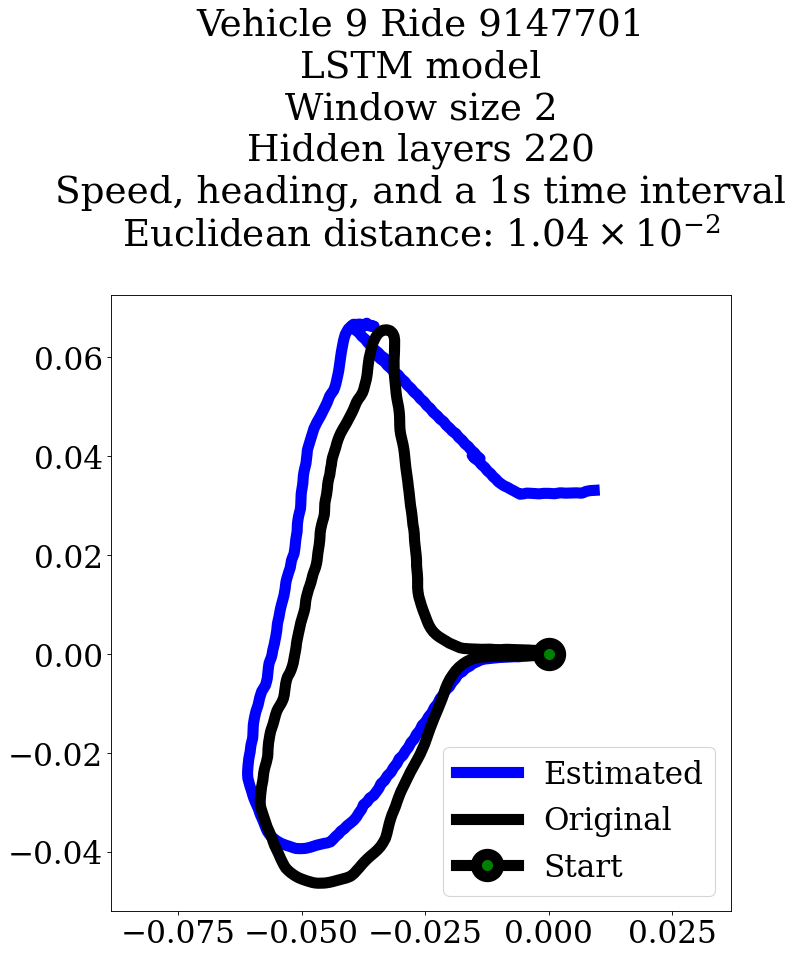 Vehicle 9 Ride 9147701
LSTM model
Window size 2
Hidden layers 220
Speed, heading, and a 1s time interval
Euclidean distance: 1.04 × 10⁻²
0.06
0.04
0.02
0.00
−0.02
−0.04
Estimated
Original
Start
−0.075 −0.050 −0.025 0.000 0.025